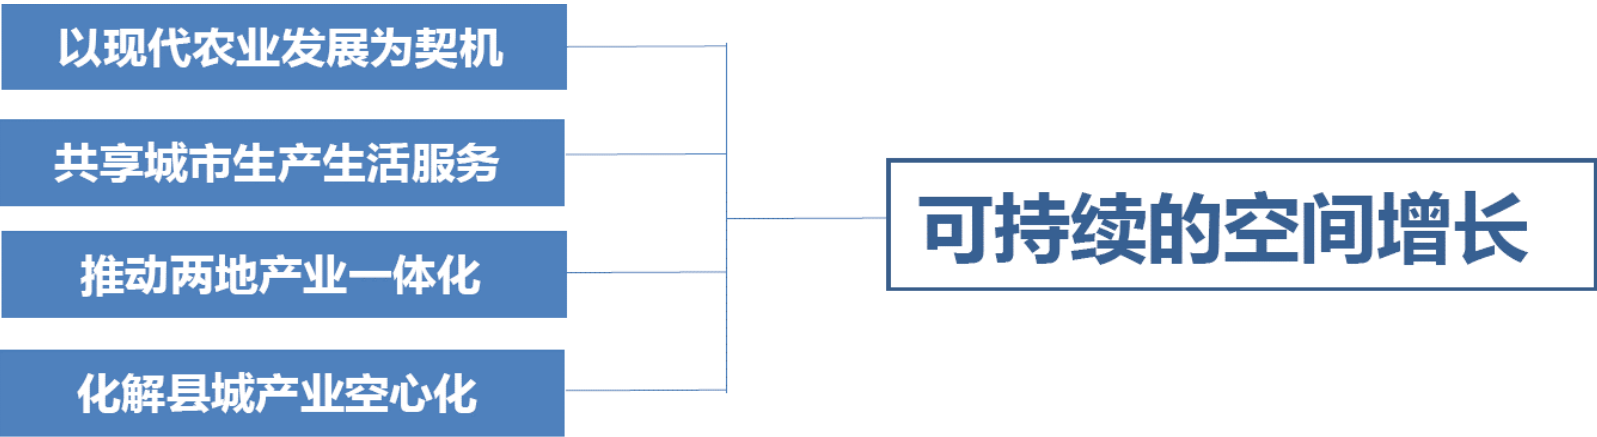 以现代农业发展为契机
共享城市生产生活服务
推动两地产业一体化
化解县城产业空心化
可持续的空间增长